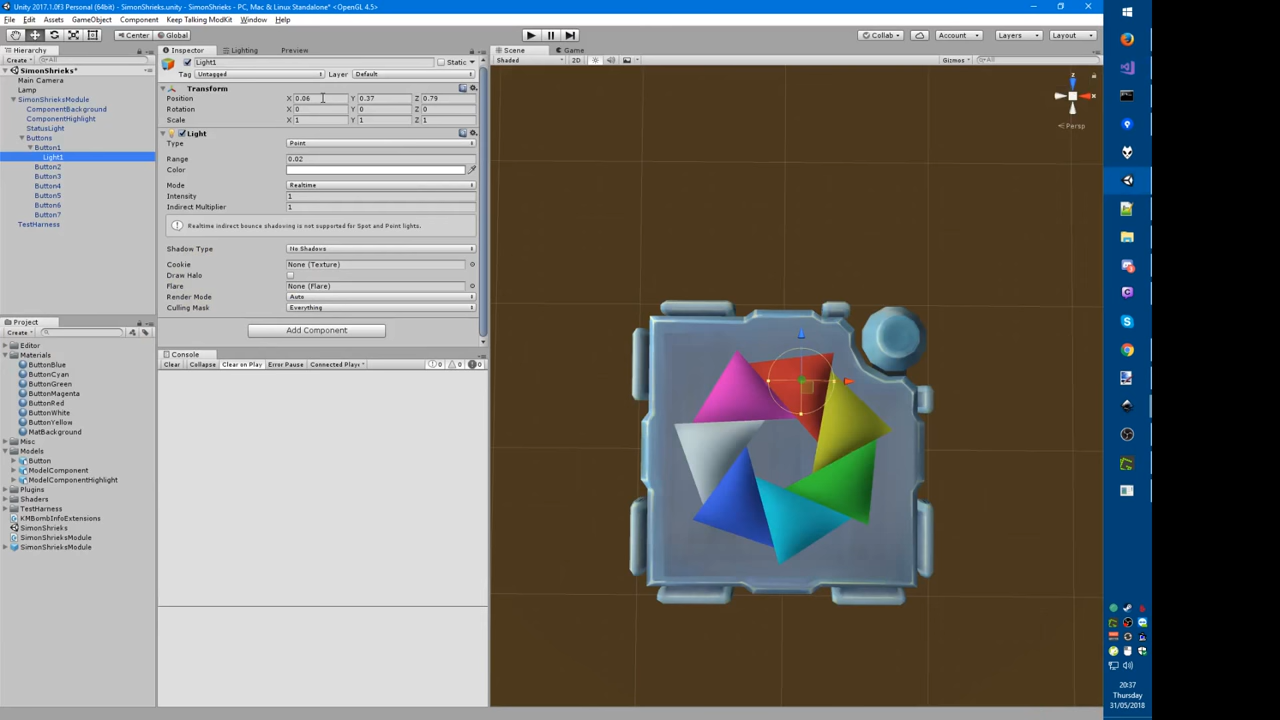 Unity 2017.1.0f3 Personal (64bit) - SimonShrieks.unity - SimonShrieks - PC, Mac & Linux Standalone* <OpenGL 4.5>
File Edit Assets GameObject Component Keep Talking ModKit Window Help
Center Global Collab Account Layers Layout
Hierarchy
Create All
SimonShrieks*
Main Camera
Lamp
SimonShrieksModule
ComponentBackground
ComponentHighlight
StatusLight
Buttons
Button1
Light1
Button2
Button3
Button4
Button5
Button6
Button7
TestHarness
Project
Create
Editor
Materials
ButtonBlue
ButtonCyan
ButtonGreen
ButtonMagenta
ButtonRed
ButtonWhite
ButtonYellow
MatBackground
Misc
Models
Button
ModelComponent
ModelComponentHighlight
Plugins
Shaders
TestHarness
KMBombInfoExtensions
SimonShrieks
SimonShrieksModule
SimonShrieksModule
Inspector Lighting Preview
Light1 Static
Tag Untagged Layer Default
Transform
Position X 0.06 Y 0.37 Z 0.79
Rotation X 0 Y 0 Z 0
Scale X 1 Y 1 Z 1
Light
Type Point
Range 0.02
Color
Mode Realtime
Intensity 1
Indirect Multiplier 1
Realtime indirect bounce shadowing is not supported for Spot and Point lights.
Shadow Type No Shadows
Cookie None (Texture)
Draw Halo
Flare None (Flare)
Render Mode Auto
Culling Mask Everything
Add Component
Console
Clear Collapse Clear on Play Error Pause Connected Player 0 0 0
Scene Game
Shaded 2D Gizmos All
z
x
Persp
20:37
Thursday
31/05/2018